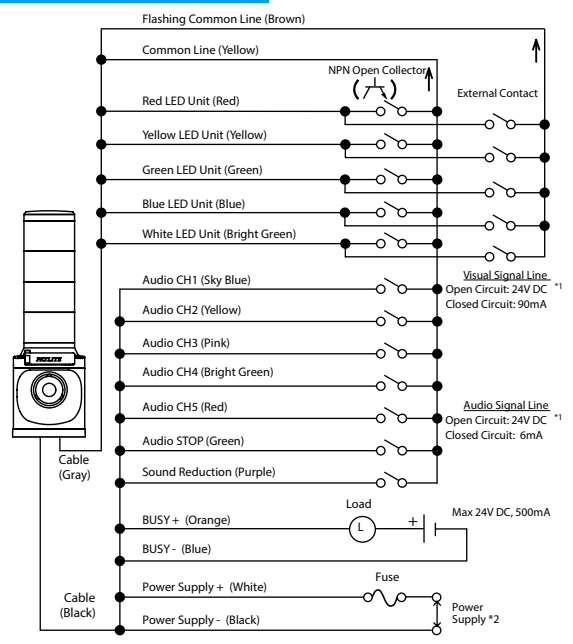 Flashing Common Line (Brown)
Common Line (Yellow)
NPN Open Collector
External Contact
Red LED Unit (Red)
Yellow LED Unit (Yellow)
Green LED Unit (Green)
Blue LED Unit (Blue)
White LED Unit (Bright Green)
Visual Signal Line
Open Circuit: 24V DC *1
Closed Circuit: 90mA
Audio CH1 (Sky Blue)
Audio CH2 (Yellow)
Audio CH3 (Pink)
PATLITE
Audio CH4 (Bright Green)
Audio CH5 (Red)
Audio Signal Line
Open Circuit: 24V DC *1
Closed Circuit: 6mA
Audio STOP (Green)
Cable
(Gray)
Sound Reduction (Purple)
Load
L
+
Max 24V DC, 500mA
BUSY + (Orange)
BUSY - (Blue)
Fuse
Cable
(Black)
Power Supply + (White)
Power
Supply *2
Power Supply - (Black)